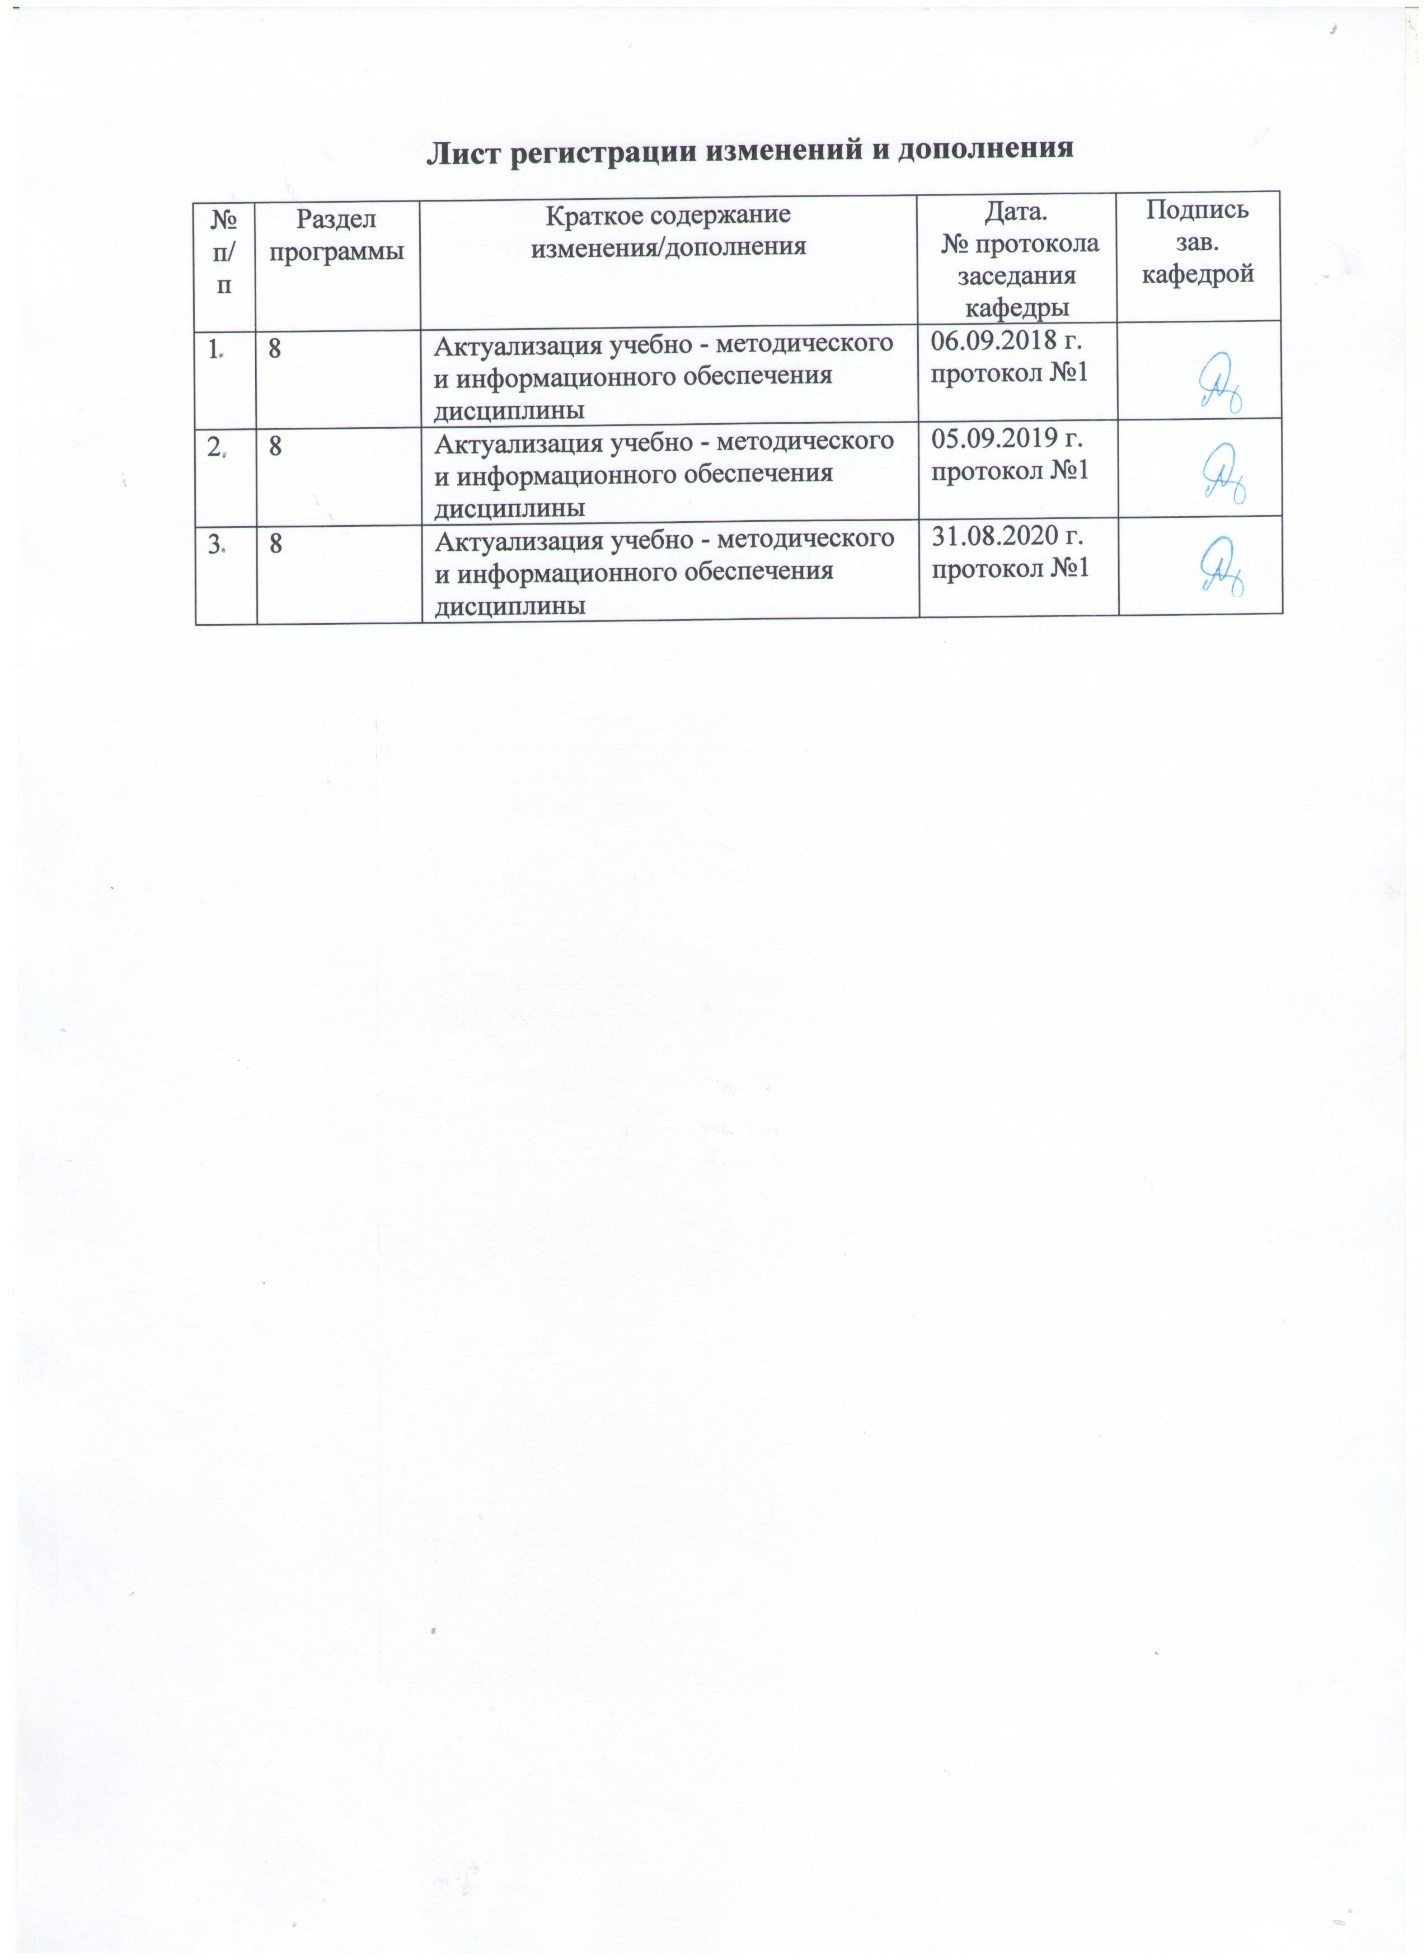 Лист регистрации изменений и дополнения
№
п/
п
Раздел
программы
Краткое содержание
изменения/дополнения
Дата.
№ протокола
заседания
кафедры
Подпись
зав.
кафедрой
1.
8
Актуализация учебно - методического
и информационного обеспечения
дисциплины
06.09.2018 г.
протокол №1
2.
8
Актуализация учебно - методического
и информационного обеспечения
дисциплины
05.09.2019 г.
протокол №1
3.
8
Актуализация учебно - методического
и информационного обеспечения
дисциплины
31.08.2020 г.
протокол №1